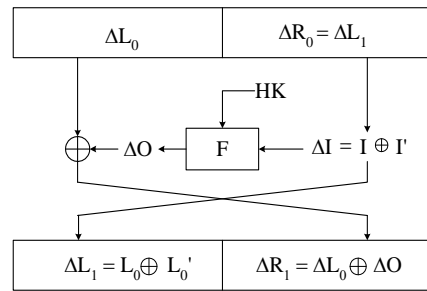 ΔL₀ ΔR₀ = ΔL₁
HK
ΔO F ΔI = I ⊕ I'
ΔL₁ = L₀ ⊕ L₀' ΔR₁ = ΔL₀ ⊕ ΔO